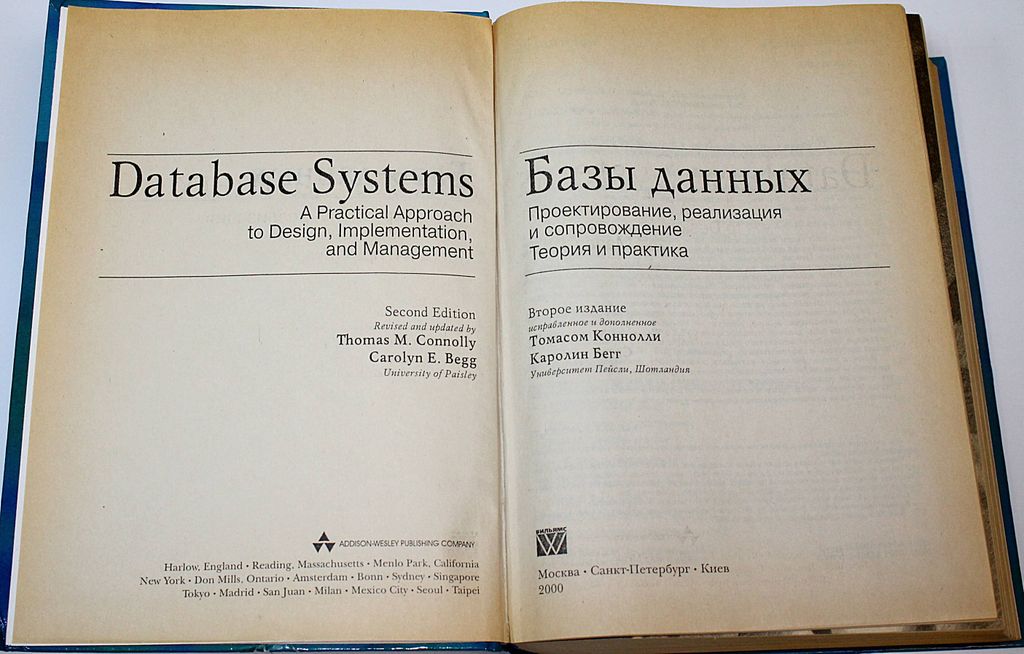 Database Systems
A Practical Approach
to Design, Implementation,
and Management
Second Edition
Revised and updated by
Thomas M. Connolly
Carolyn E. Begg
University of Paisley
ADDISON-WESLEY PUBLISHING COMPANY
Harlow, England • Reading, Massachusetts • Menlo Park, California
New York • Don Mills, Ontario • Amsterdam • Bonn • Sydney • Singapore
Tokyo • Madrid • San Juan • Milan • Mexico City • Seoul • Taipei
Базы данных
Проектирование, реализация
и сопровождение
Теория и практика
Второе издание
исправленное и дополненное
Томасом Коннолли
Каролин Бегг
Университет Пейсли, Шотландия
ВИЛЬЯМС
Москва • Санкт-Петербург • Киев
2000